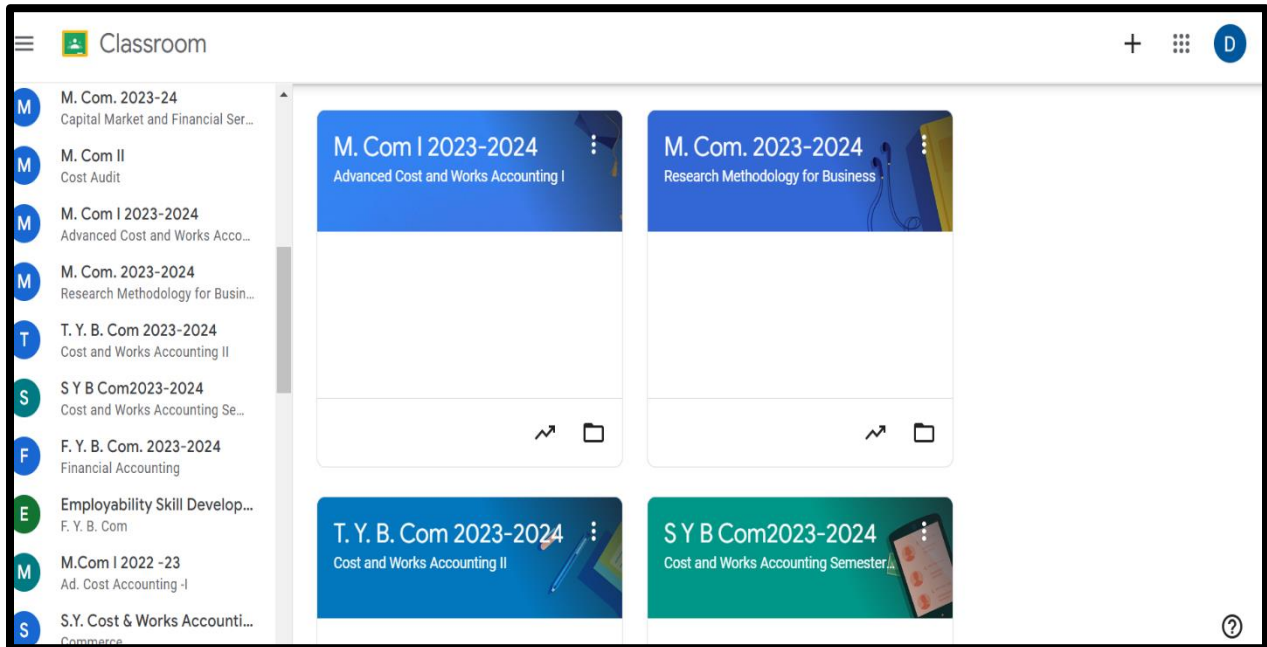 Classroom
D
M
M. Com. 2023-24
Capital Market and Financial Ser...
M
M. Com II
Cost Audit
M
M. Com I 2023-2024
Advanced Cost and Works Acco...
M
M. Com. 2023-2024
Research Methodology for Busin...
T
T. Y. B. Com 2023-2024
Cost and Works Accounting II
S
S Y B Com2023-2024
Cost and Works Accounting Se...
F
F. Y. B. Com. 2023-2024
Financial Accounting
E
Employability Skill Develop...
F. Y. B. Com
M
M.Com I 2022 -23
Ad. Cost Accounting -I
S
S.Y. Cost & Works Accounti...
Commerce
M. Com I 2023-2024
Advanced Cost and Works Accounting I
M. Com. 2023-2024
Research Methodology for Business
T. Y. B. Com 2023-2024
Cost and Works Accounting II
S Y B Com2023-2024
Cost and Works Accounting Semester...